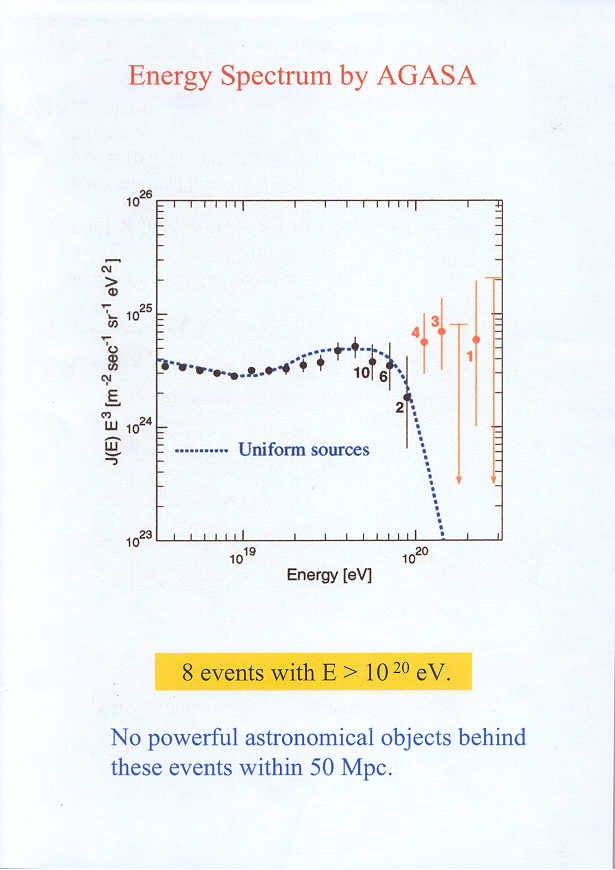 Energy Spectrum by AGASA
10^26
10^25
10^24
10^23
J(E) E^3 [m^-2 sec^-1 sr^-1 eV^2]
4
3
1
10
6
2
Uniform sources
10^19
10^20
Energy [eV]
8 events with E > 10^20 eV.
No powerful astronomical objects behind
these events within 50 Mpc.